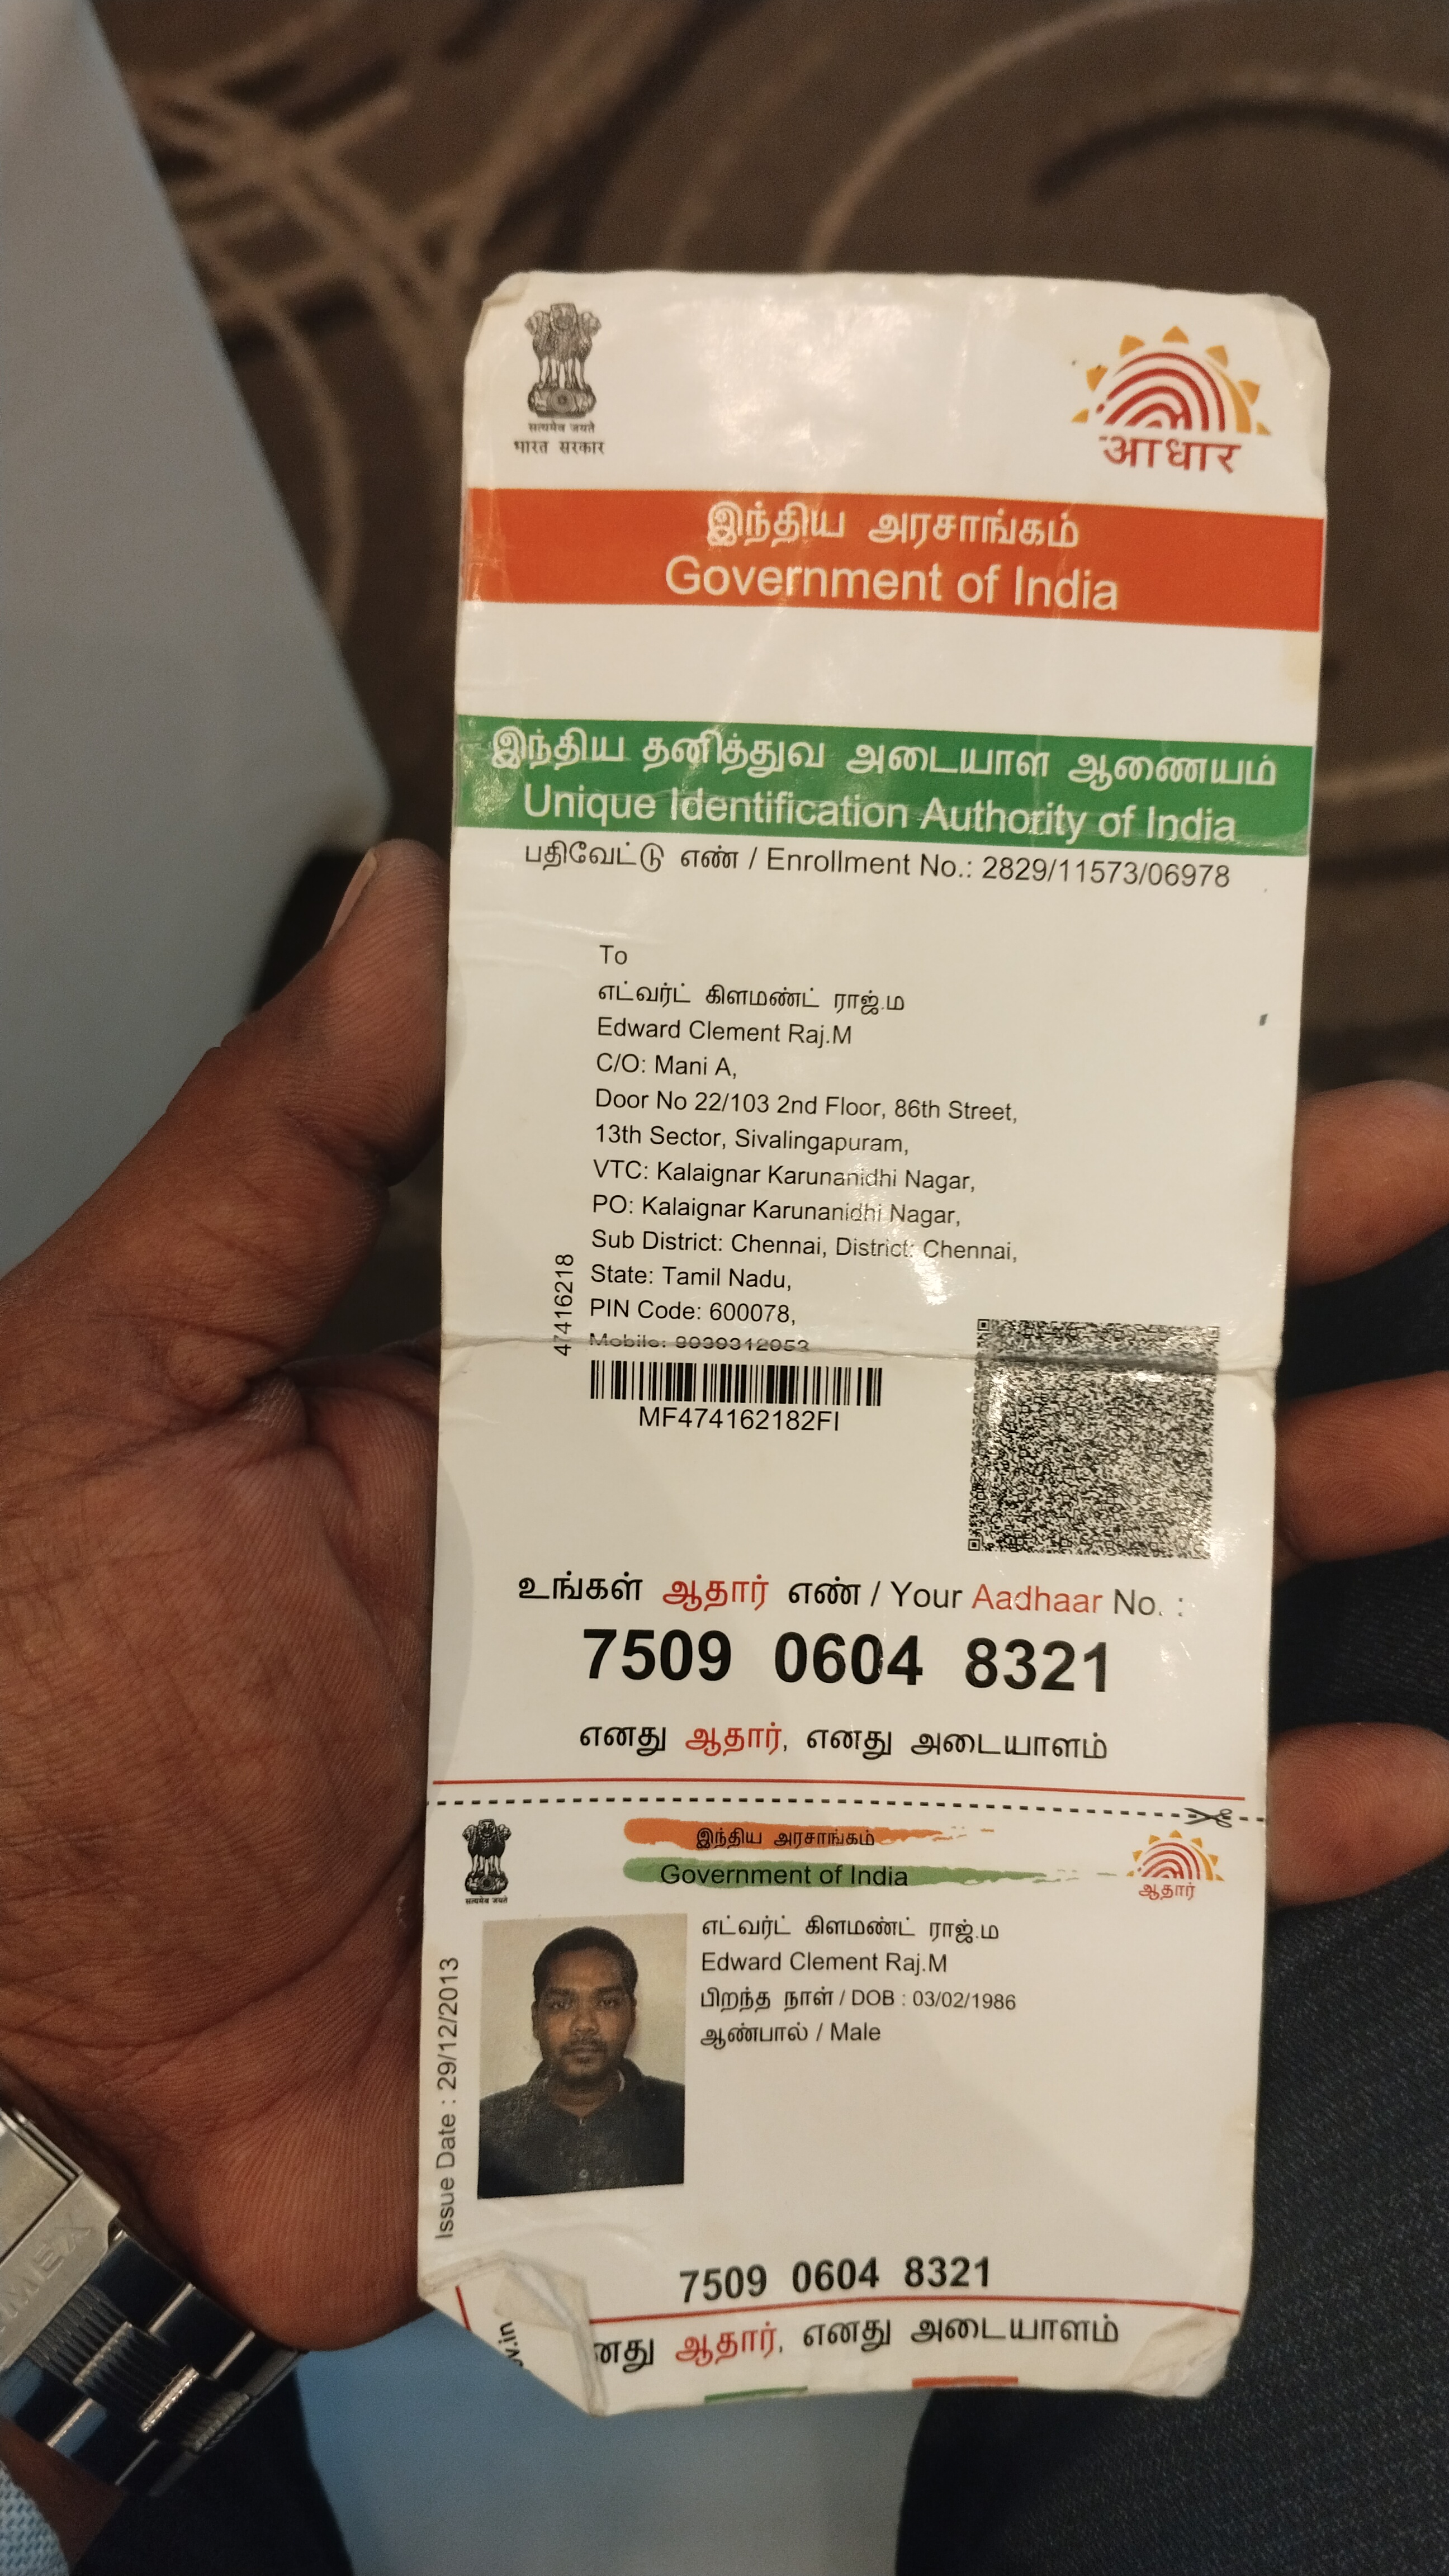 सत्यमेव जयते
भारत सरकार
आधार
இந்திய அரசாங்கம்
Government of India
இந்திய தனித்துவ அடையாள ஆணையம்
Unique Identification Authority of India
பதிவேட்டு எண் / Enrollment No.: 2829/11573/06978
To
எட்வர்ட் கிளமண்ட் ராஜ்.ம
Edward Clement Raj.M
C/O: Mani A,
Door No 22/103 2nd Floor, 86th Street,
13th Sector, Sivalingapuram,
VTC: Kalaignar Karunanidhi Nagar,
PO: Kalaignar Karunanidhi Nagar,
Sub District: Chennai, District: Chennai,
State: Tamil Nadu,
PIN Code: 600078,
Mobile:
47416218
MF474162182FI
உங்கள் ஆதார் எண் / Your Aadhaar No. :
7509 0604 8321
எனது ஆதார், எனது அடையாளம்
सत्यमेव जयते
இந்திய அரசாங்கம்
Government of India
ஆதார்
எட்வர்ட் கிளமண்ட் ராஜ்.ம
Edward Clement Raj.M
பிறந்த நாள் / DOB : 03/02/1986
ஆண்பால் / Male
Issue Date : 29/12/2013
7509 0604 8321
ஆதார், எனது அடையாளம்